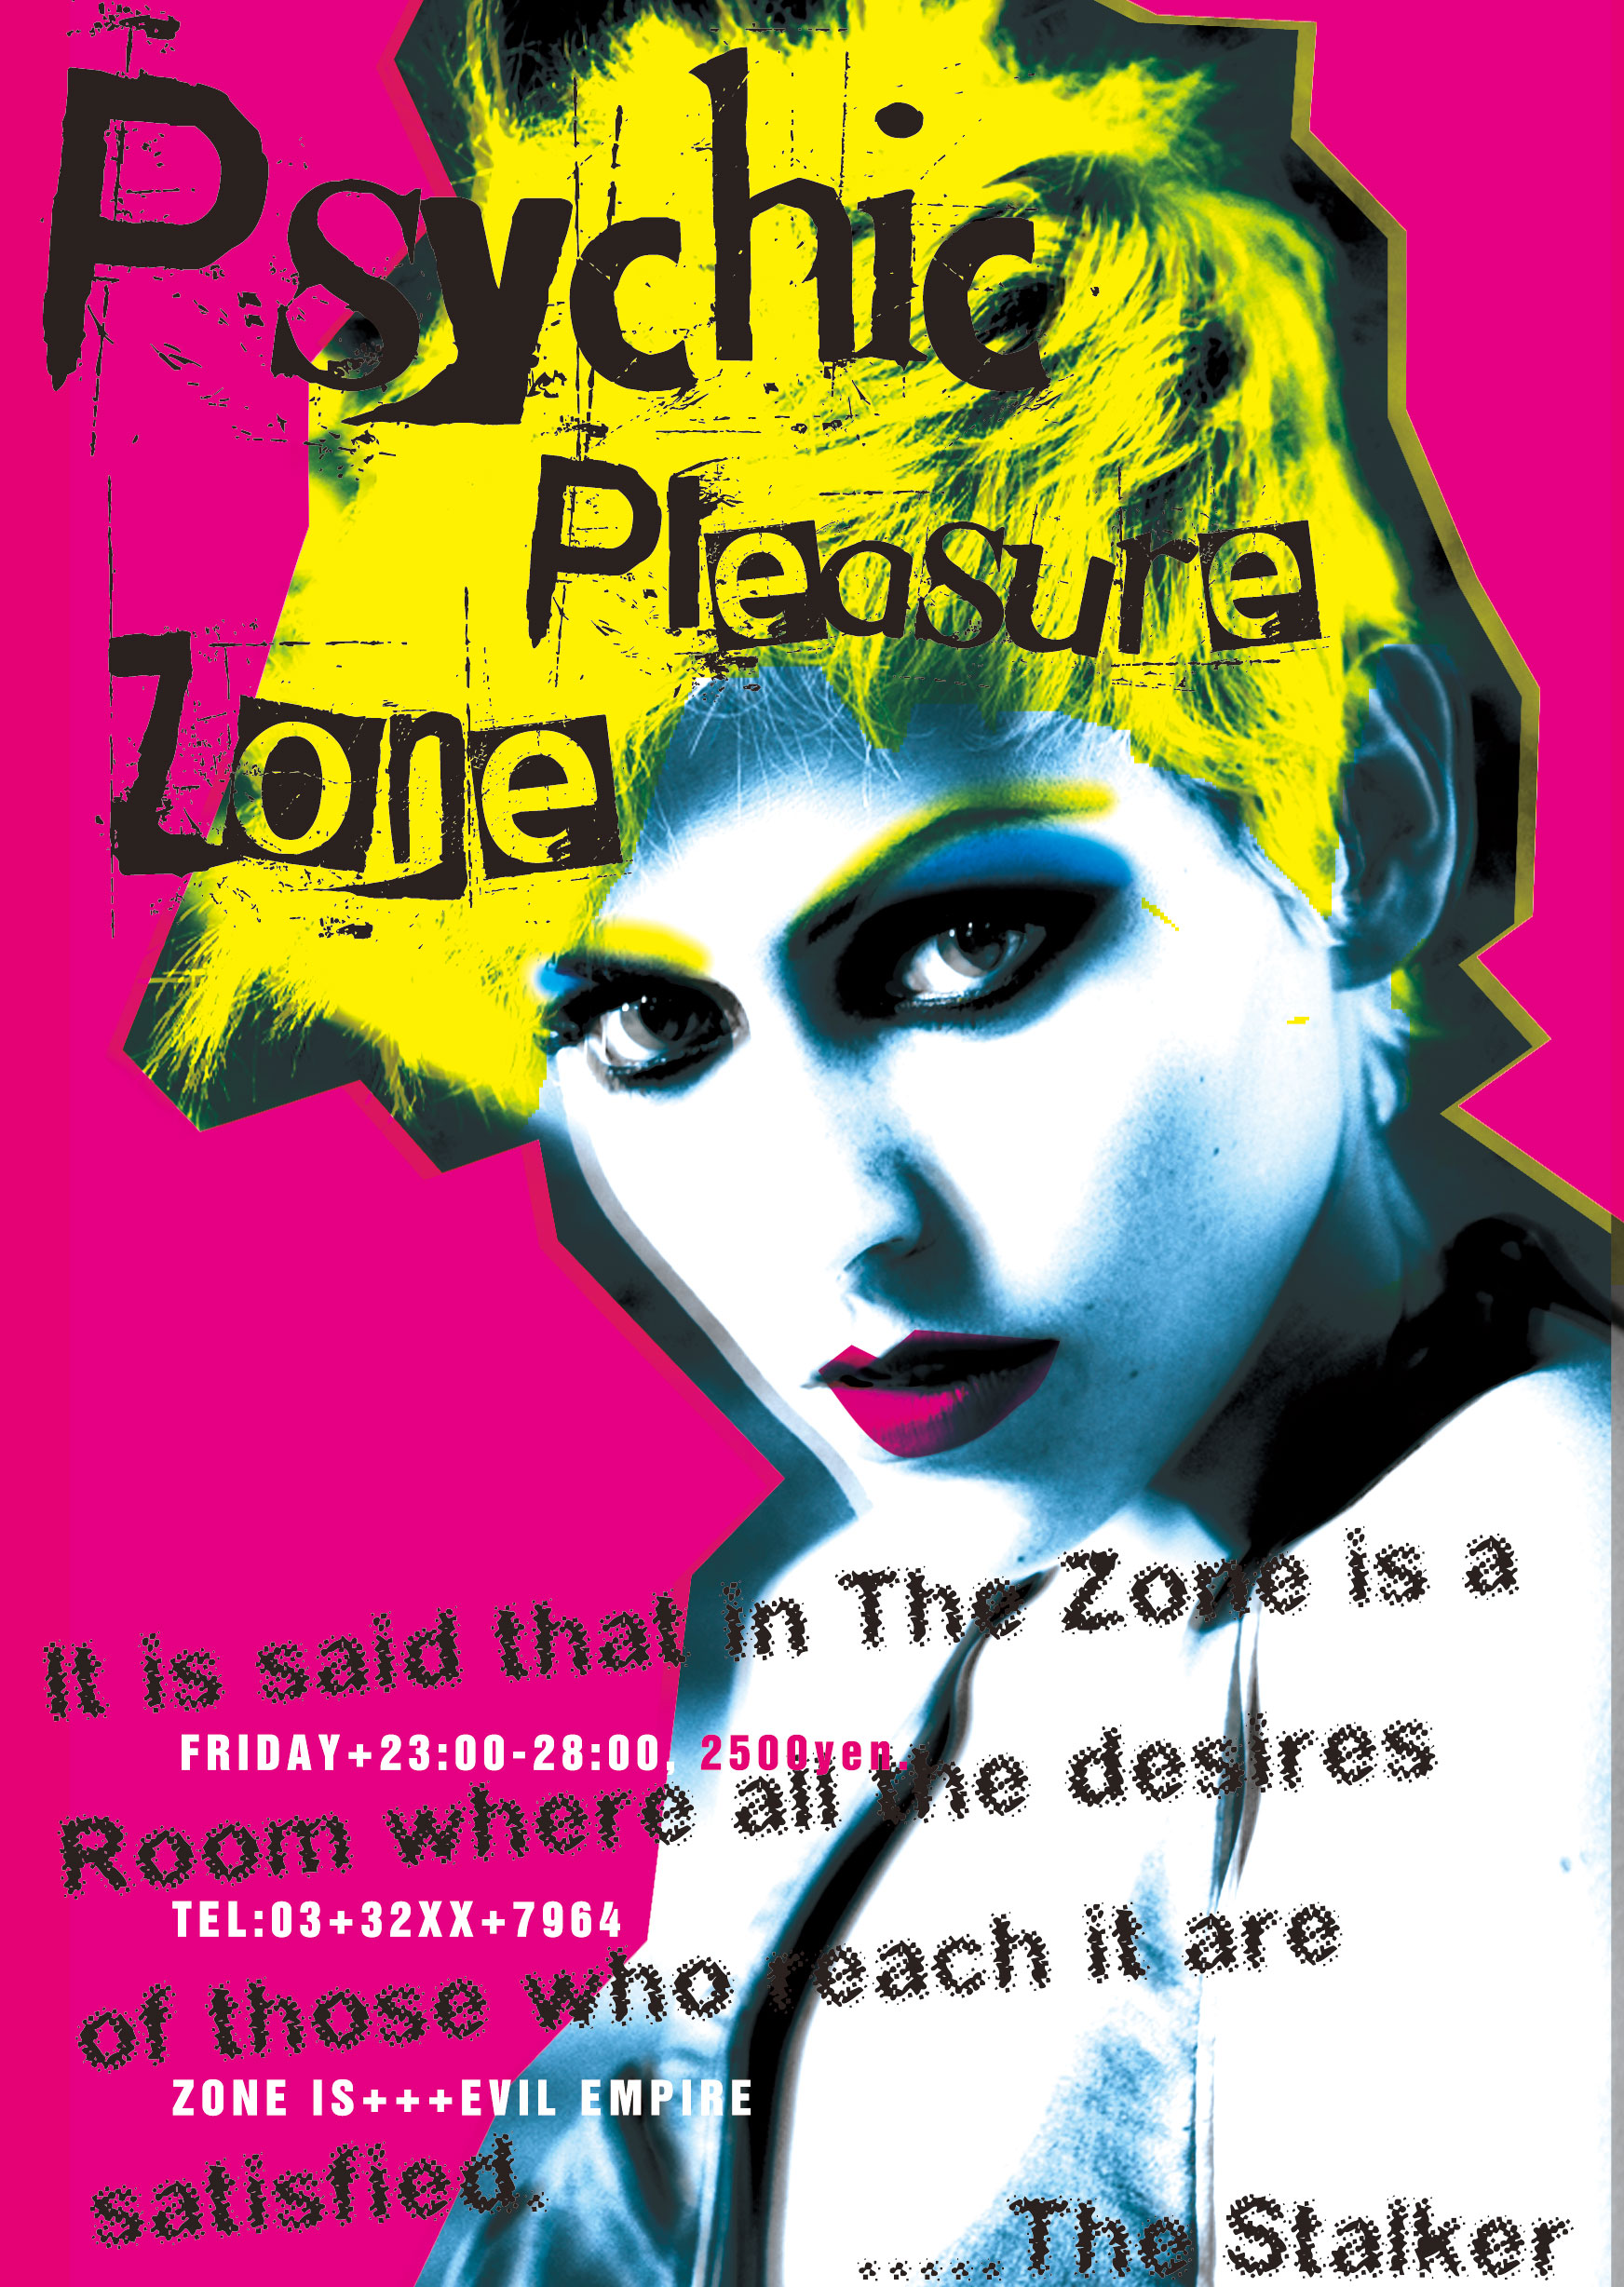 Psychic
Pleasure
Zone
It is said that in The Zone is a
FRIDAY+23:00-28:00, 2500yen.
Room where all the desires
TEL:03+32XX+7964
of those who reach it are
ZONE IS+++EVIL EMPIRE
satisfied.
.....The Stalker